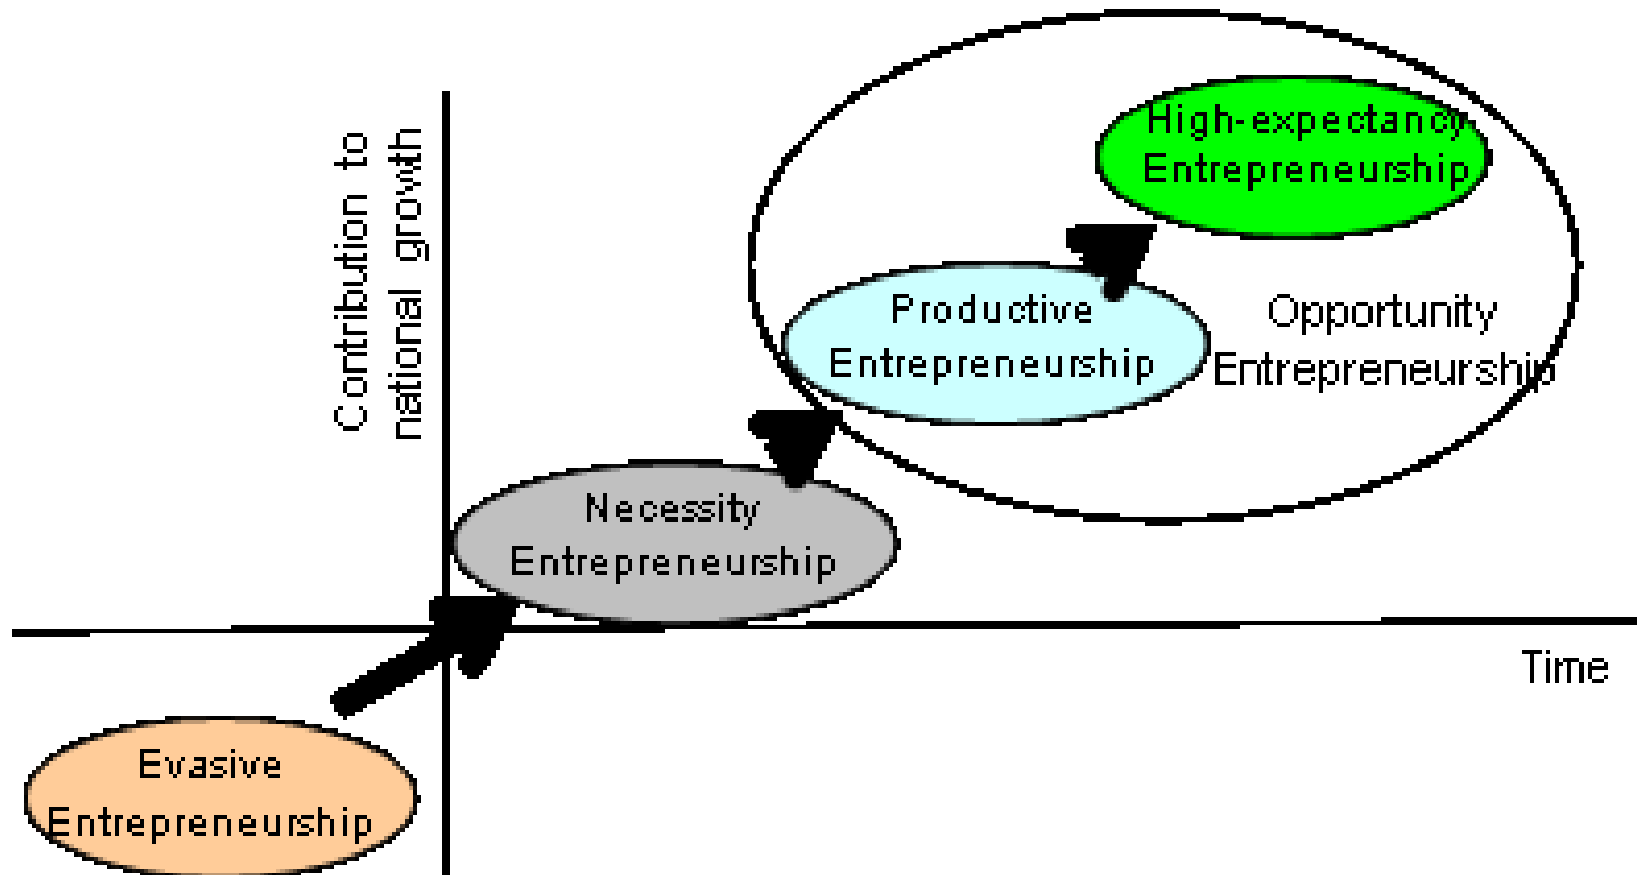 Contribution to
national growth
High-expectancy
Entrepreneurship
Productive
Entrepreneurship
Opportunity
Entrepreneurship
Necessity
Entrepreneurship
Time
Evasive
Entrepreneurship